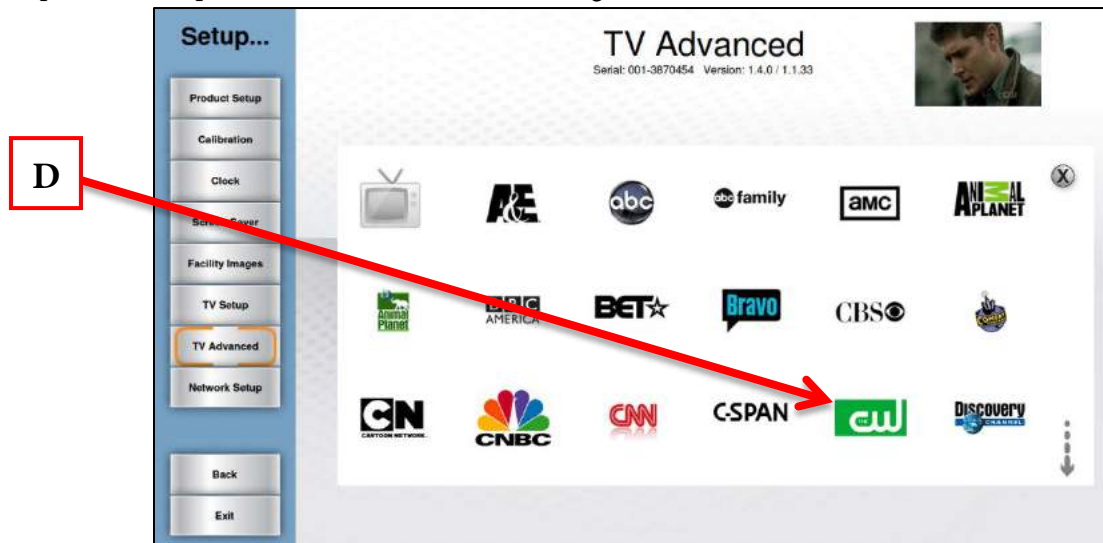 Setup...
TV Advanced
Serial: 001-3870454 Version: 1.4.0 / 1.1.33
Product Setup
Calibration
Clock
Screen Saver
Facility Images
TV Setup
TV Advanced
Network Setup
Back
Exit
D
X
A&E
abc
abc family
aMC
ANIMAL PLANET
Animal Planet
BBC AMERICA
BET
Bravo
CBS
CN
CARTOON NETWORK
CNBC
CNN
C-SPAN
THE CW
Discovery
CHANNEL